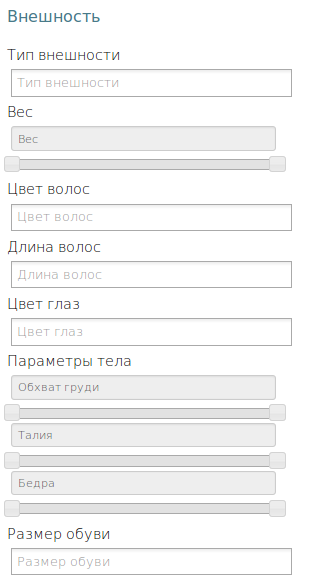 Внешность
Тип внешности
Тип внешности
Вес
Вес
Цвет волос
Цвет волос
Длина волос
Длина волос
Цвет глаз
Цвет глаз
Параметры тела
Обхват груди
Талия
Бедра
Размер обуви
Размер обуви